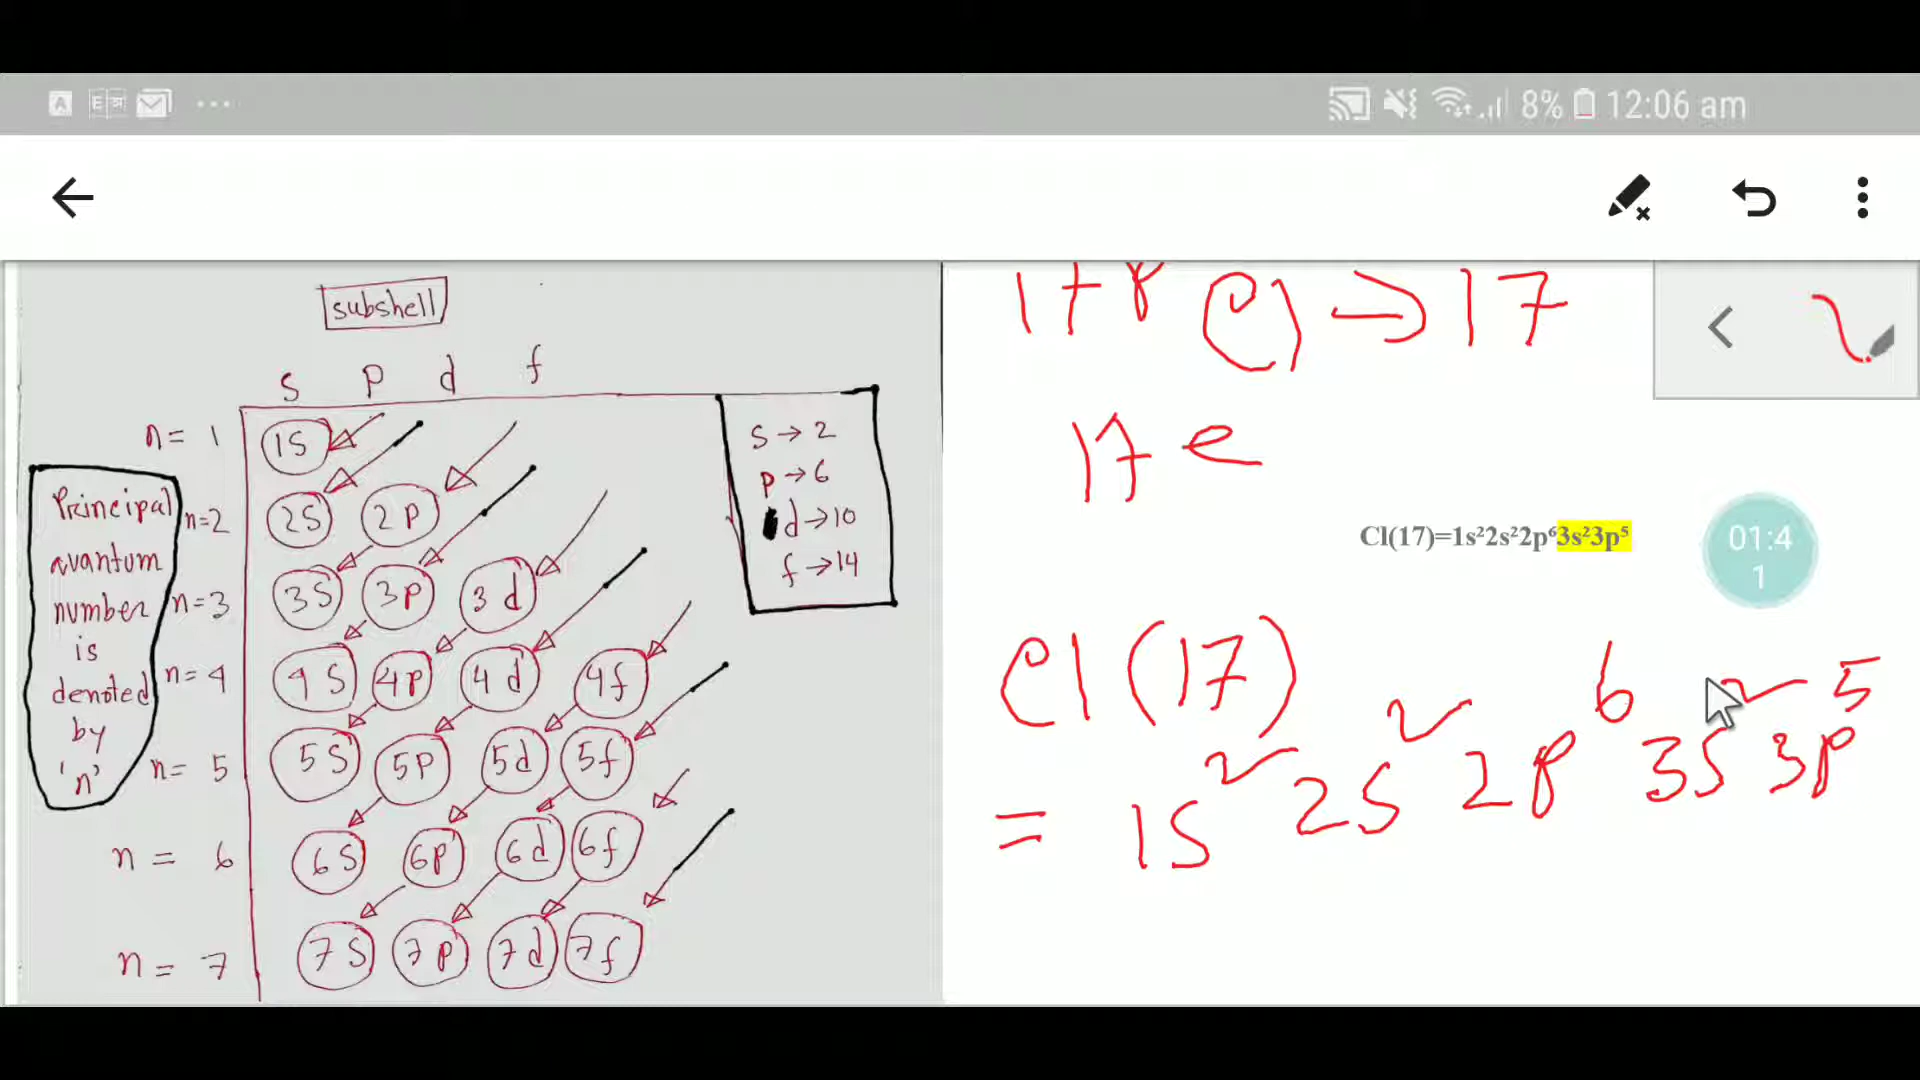 8% 12:06 am
subshell
s p d f
n = 1 1S
n=2 2S 2p
n=3 3S 3p 3d
n = 4 4S 4p 4d 4f
n = 5 5S 5p 5d 5f
n = 6 6S 6p 6d 6f
n = 7 7S 7p 7d 7f
Principal
quantum
number
is
denoted
by
'n'
S → 2
p → 6
d → 10
f → 14
17p Cl → 17
17 e
Cl(17)=1s²2s²2p⁶3s²3p⁵
01:4
1
Cl (17)
= 1S² 2S² 2p⁶ 3S² 3p⁵